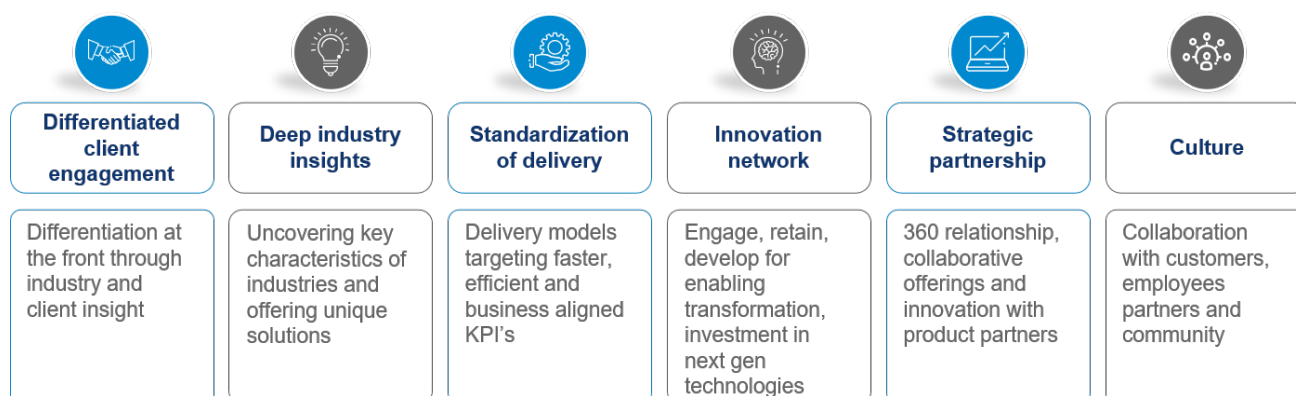 Differentiated
client
engagement
Deep industry
insights
Standardization
of delivery
Innovation
network
Strategic
partnership
Culture
Differentiation at
the front through
industry and
client insight
Uncovering key
characteristics of
industries and
offering unique
solutions
Delivery models
targeting faster,
efficient and
business aligned
KPI’s
Engage, retain,
develop for
enabling
transformation,
investment in
next gen
technologies
360 relationship,
collaborative
offerings and
innovation with
product partners
Collaboration
with customers,
employees
partners and
community